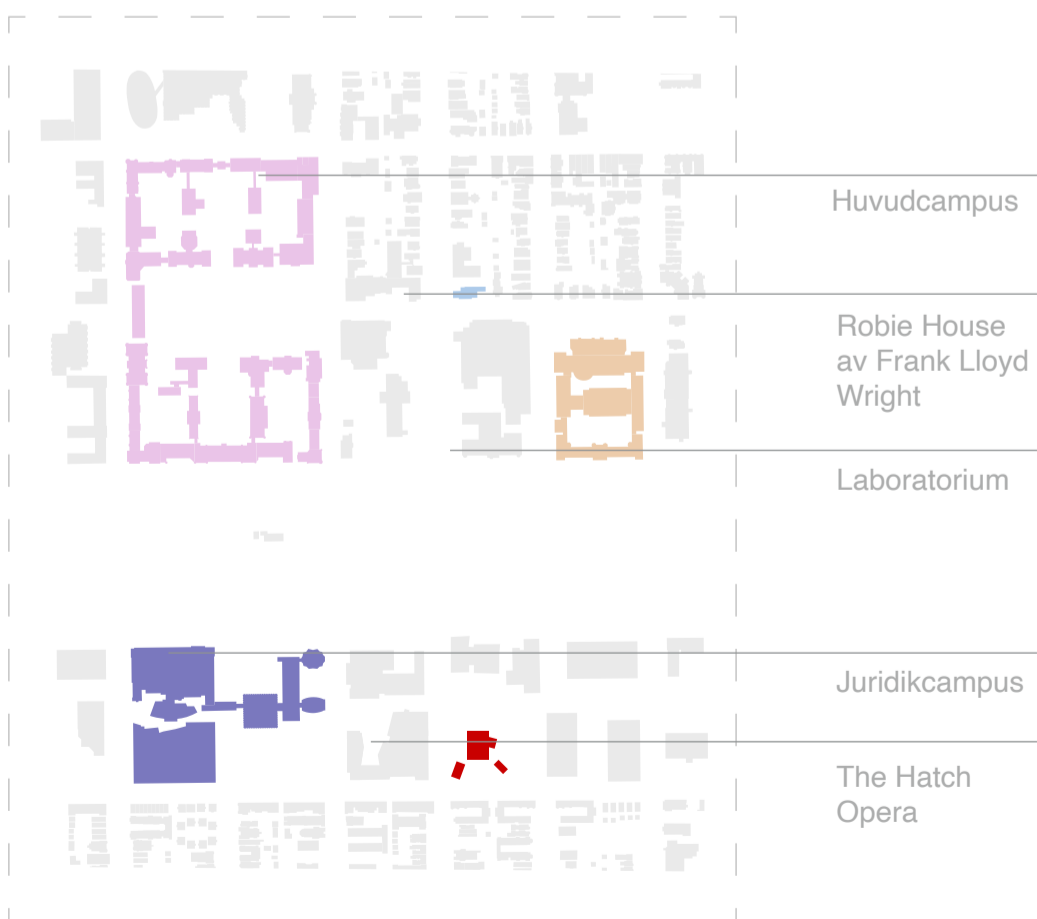 Huvudcampus
Robie House
av Frank Lloyd
Wright
Laboratorium
Juridikcampus
The Hatch
Opera